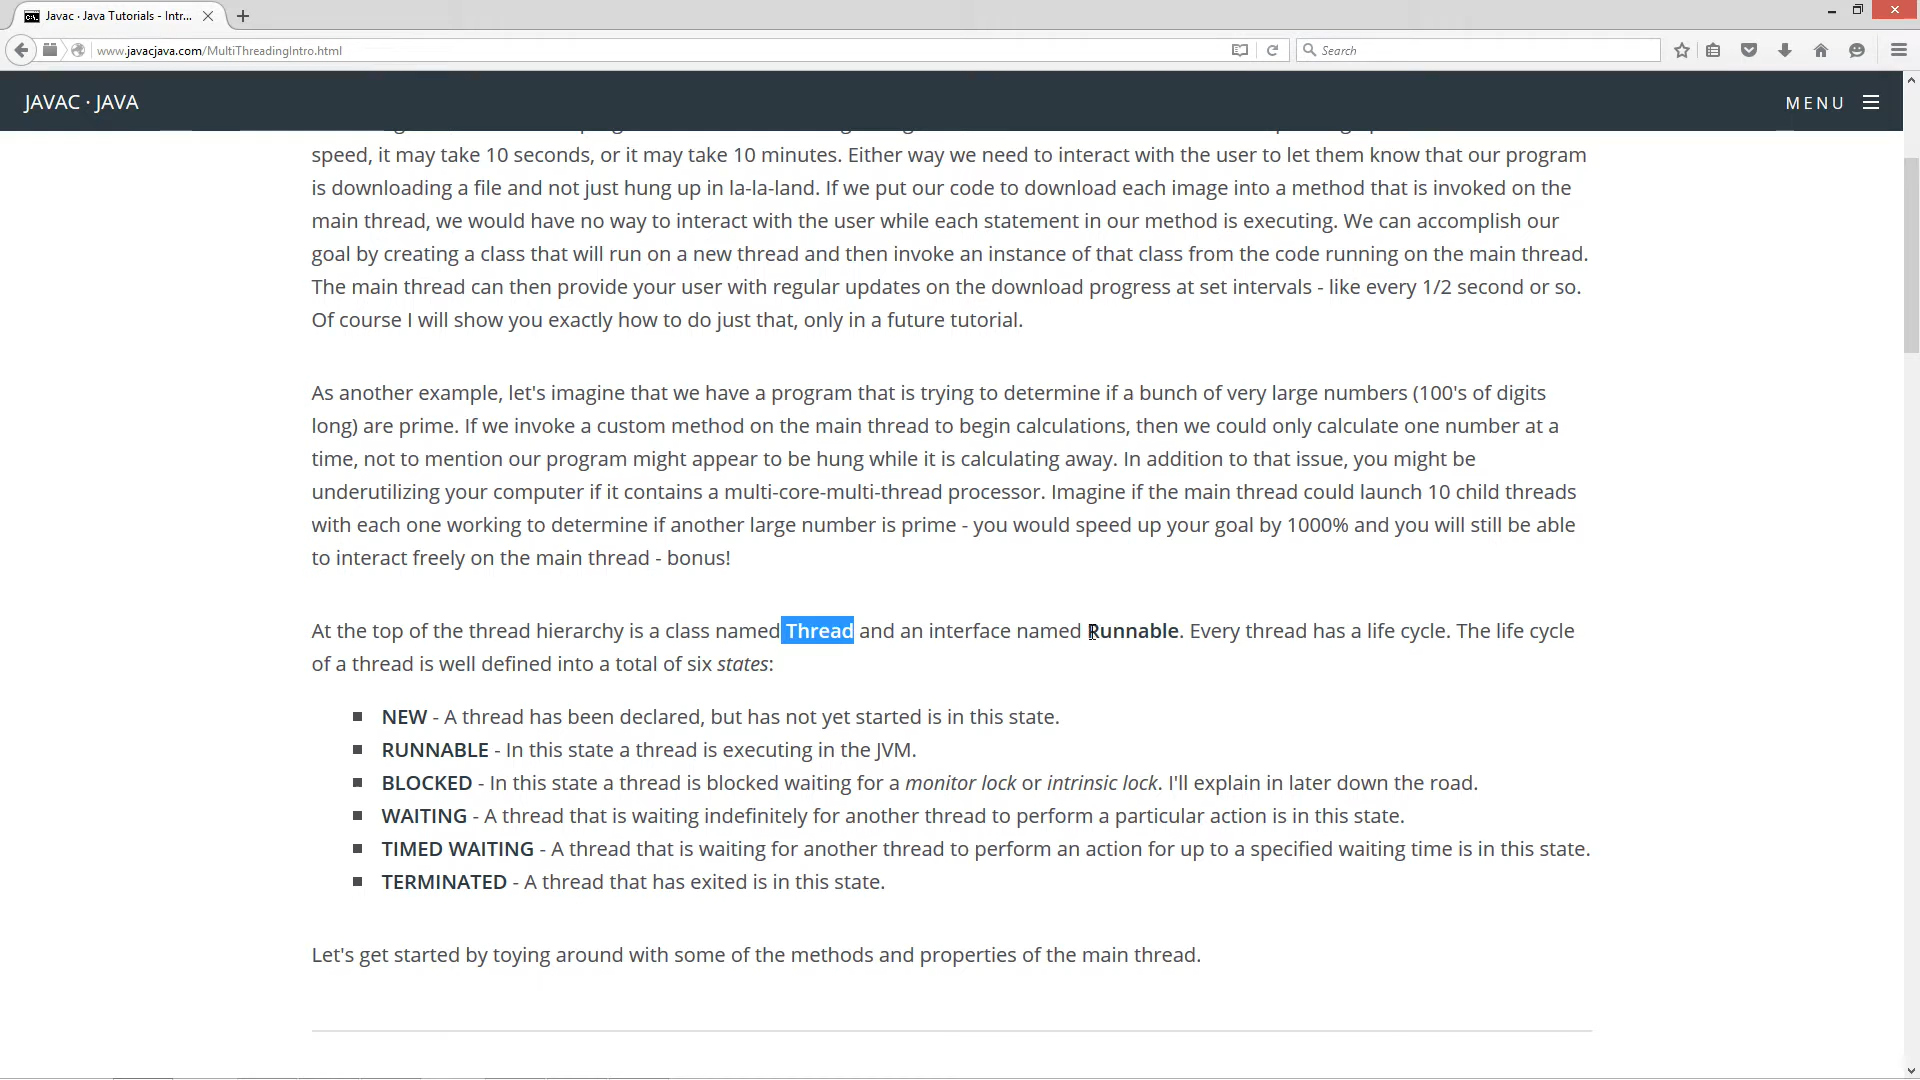 Javac · Java Tutorials - Intr...
www.javacjava.com/MultiThreadingIntro.html
Search
JAVAC · JAVA
MENU
speed, it may take 10 seconds, or it may take 10 minutes. Either way we need to interact with the user to let them know that our program
is downloading a file and not just hung up in la-la-land. If we put our code to download each image into a method that is invoked on the
main thread, we would have no way to interact with the user while each statement in our method is executing. We can accomplish our
goal by creating a class that will run on a new thread and then invoke an instance of that class from the code running on the main thread.
The main thread can then provide your user with regular updates on the download progress at set intervals - like every 1/2 second or so.
Of course I will show you exactly how to do just that, only in a future tutorial.
As another example, let's imagine that we have a program that is trying to determine if a bunch of very large numbers (100's of digits
long) are prime. If we invoke a custom method on the main thread to begin calculations, then we could only calculate one number at a
time, not to mention our program might appear to be hung while it is calculating away. In addition to that issue, you might be
underutilizing your computer if it contains a multi-core-multi-thread processor. Imagine if the main thread could launch 10 child threads
with each one working to determine if another large number is prime - you would speed up your goal by 1000% and you will still be able
to interact freely on the main thread - bonus!
At the top of the thread hierarchy is a class named Thread and an interface named Runnable. Every thread has a life cycle. The life cycle
of a thread is well defined into a total of six states:
NEW - A thread has been declared, but has not yet started is in this state.
RUNNABLE - In this state a thread is executing in the JVM.
BLOCKED - In this state a thread is blocked waiting for a monitor lock or intrinsic lock. I'll explain in later down the road.
WAITING - A thread that is waiting indefinitely for another thread to perform a particular action is in this state.
TIMED WAITING - A thread that is waiting for another thread to perform an action for up to a specified waiting time is in this state.
TERMINATED - A thread that has exited is in this state.
Let's get started by toying around with some of the methods and properties of the main thread.